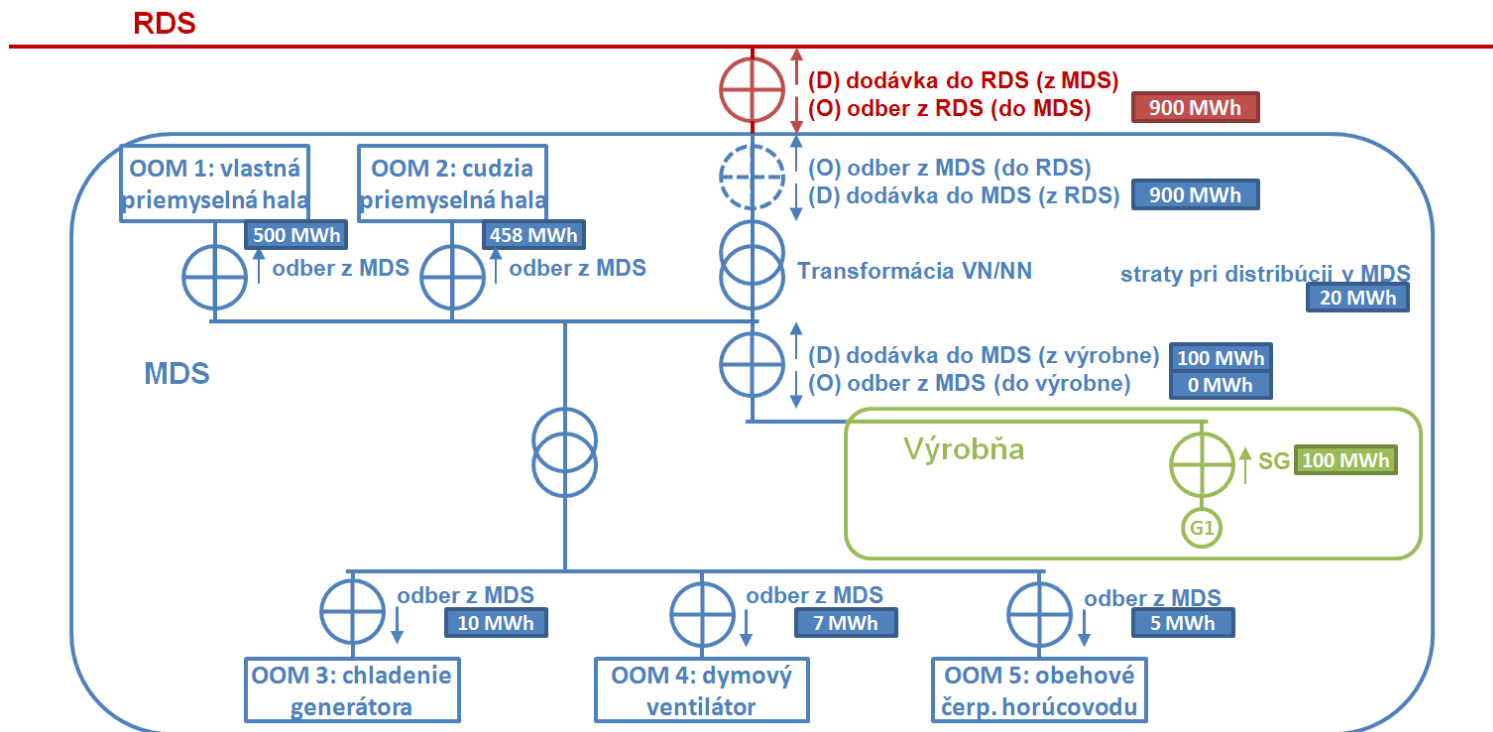 RDS
(D) dodávka do RDS (z MDS)
(O) odber z RDS (do MDS)
900 MWh
OOM 1: vlastná
priemyselná hala
500 MWh
odber z MDS
OOM 2: cudzia
priemyselná hala
458 MWh
odber z MDS
(O) odber z MDS (do RDS)
(D) dodávka do MDS (z RDS)
900 MWh
Transformácia VN/NN
straty pri distribúcii v MDS
20 MWh
MDS
(D) dodávka do MDS (z výrobne)
100 MWh
(O) odber z MDS (do výrobne)
0 MWh
Výrobňa
SG
100 MWh
G1
odber z MDS
10 MWh
OOM 3: chladenie
generátora
odber z MDS
7 MWh
OOM 4: dymový
ventilátor
odber z MDS
5 MWh
OOM 5: obehové
čerp. horúcovodu